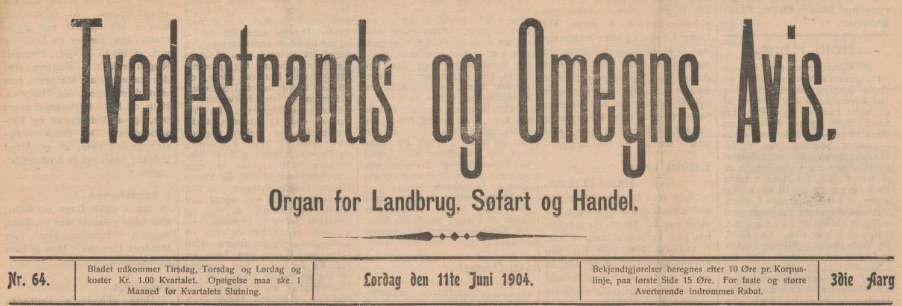 Tvedestrands og Omegns Avis.
Organ for Landbrug, Søfart og Handel.
Nr. 64.
Bladet udkommer Tirsdag, Torsdag og Lørdag og
koster Kr. 1.00 Kvartalet. Opsigelse maa ske 1
Maaned før Kvartalets Slutning.
Lørdag den 11te Juni 1904.
Bekjendtgjørelser beregnes efter 10 Øre pr. Korpus-
linje, paa første Side 15 Øre. For faste og større
Averterende indrømmes Rabat.
3die Aarg